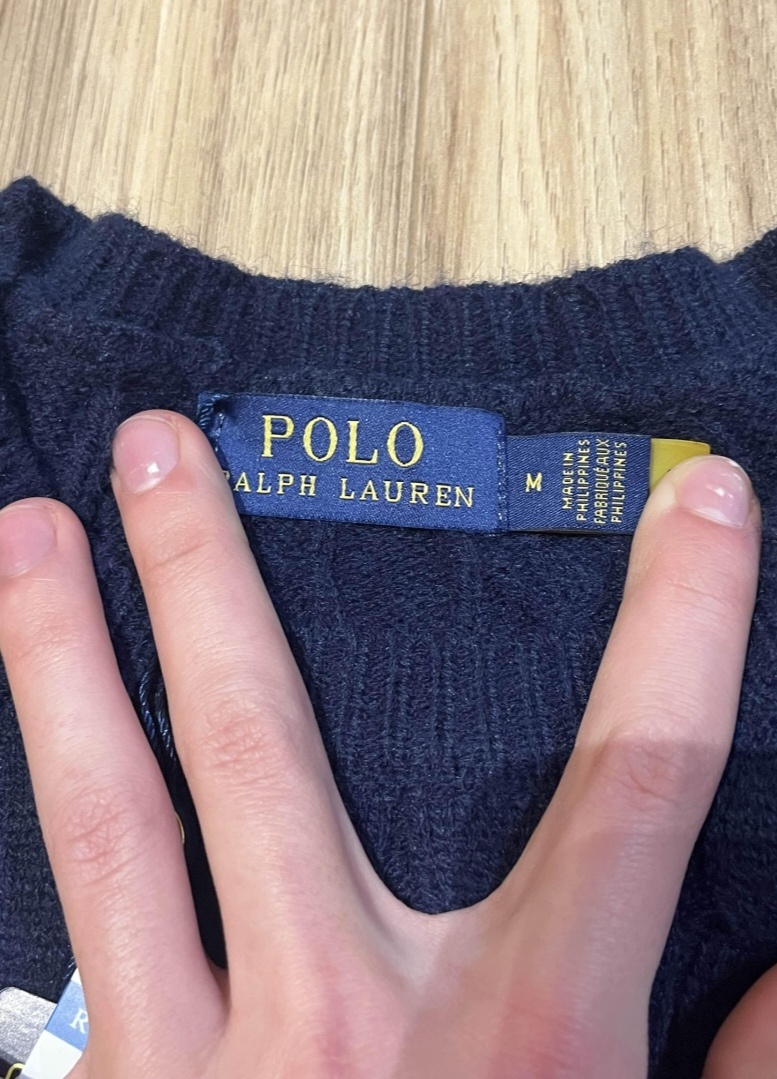 POLO
RALPH LAUREN
M
MADE IN
PHILIPPINES
FABRIQUÉ AUX
PHILIPPINES
R